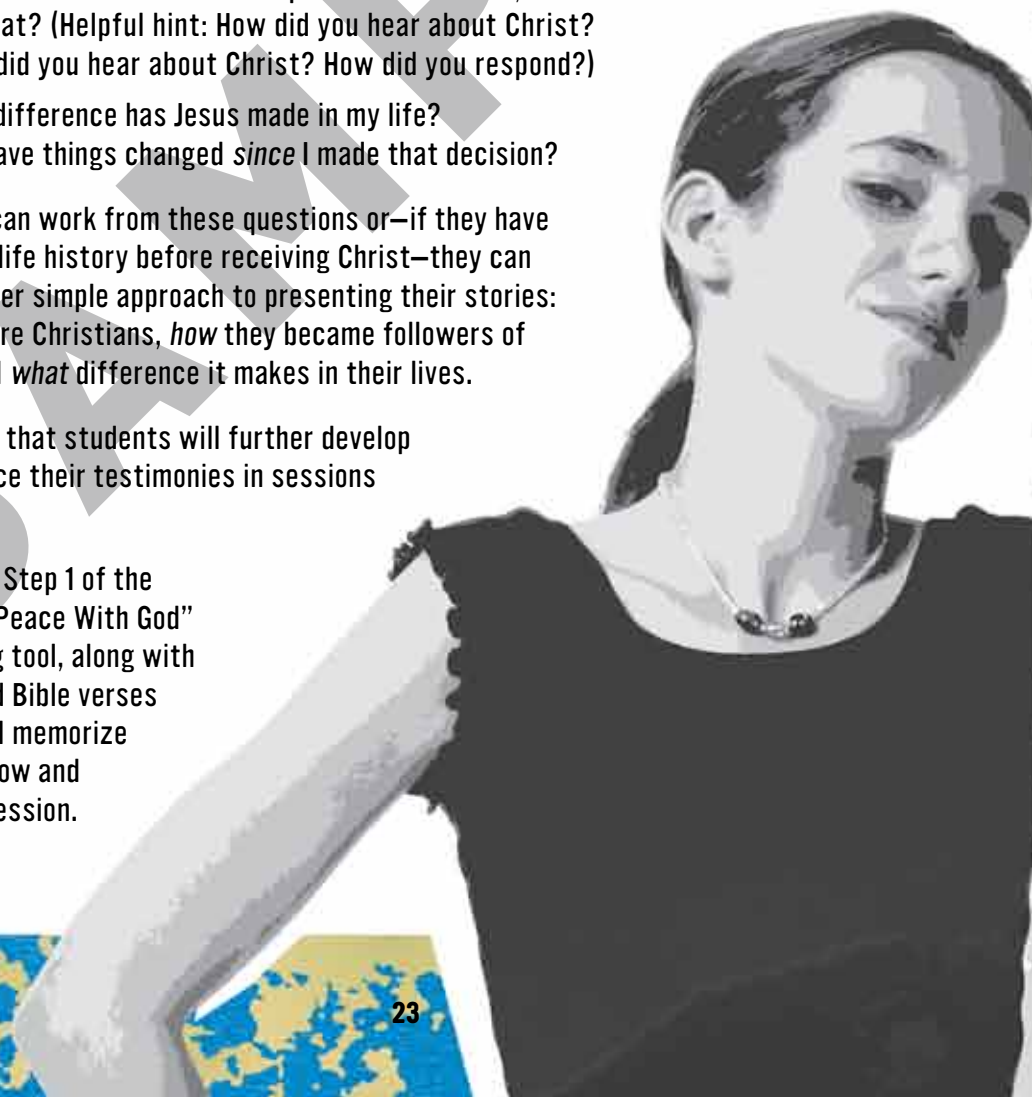 at? (Helpful hint: How did you hear about Christ?
did you hear about Christ? How did you respond?)
difference has Jesus made in my life?
ave things changed since I made that decision?
can work from these questions or—if they have
life history before receiving Christ—they can
er simple approach to presenting their stories:
re Christians, how they became followers of
what difference it makes in their lives.
that students will further develop
ce their testimonies in sessions
Step 1 of the
Peace With God”
g tool, along with
d Bible verses
d memorize
ow and
ession.
23
SAMP